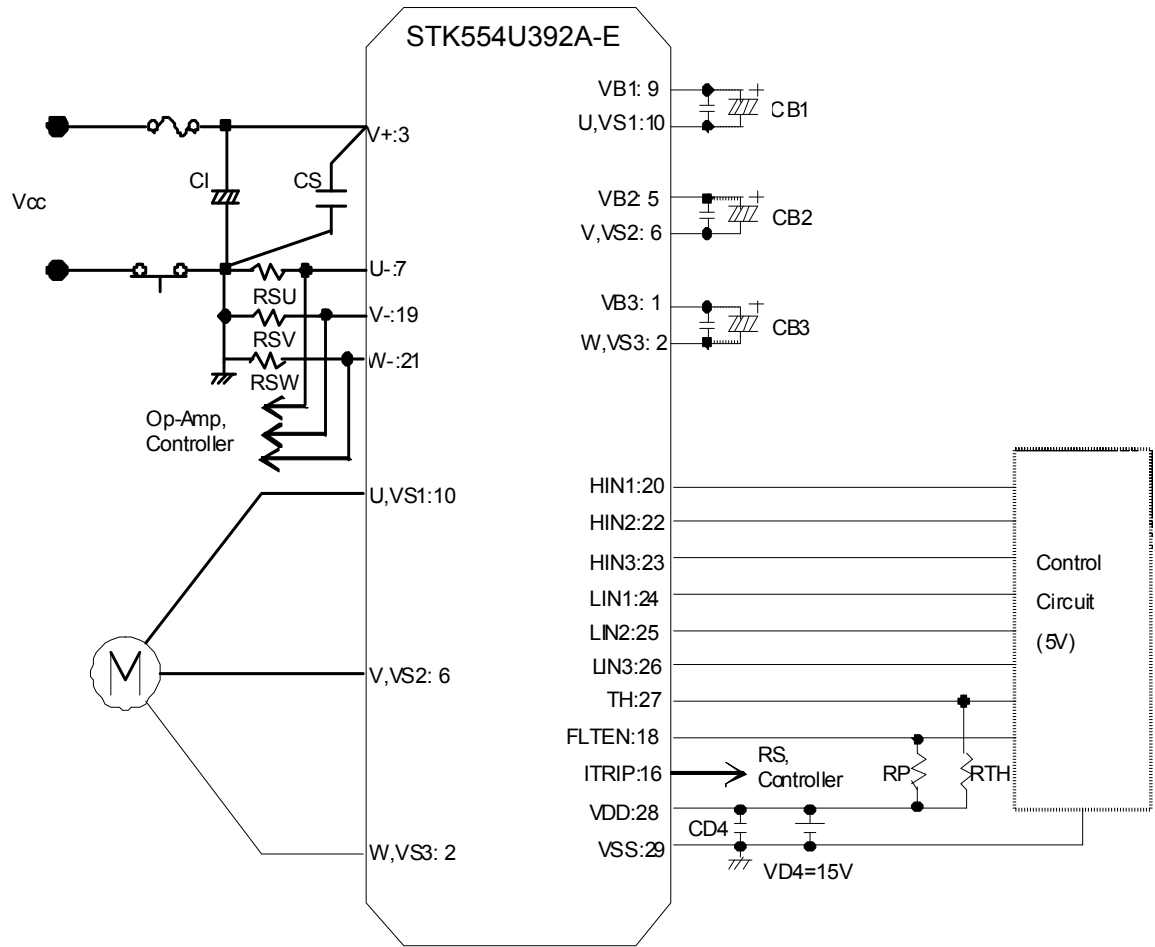 STK554U392A-E
VB1: 9
CB1
U,VS1:10
V+:3
CI
CS
Vcc
VB2: 5
CB2
V,VS2: 6
U-:7
RSU
V-:19
RSV
W-:21
RSW
VB3: 1
CB3
W,VS3: 2
Op-Amp,
Controller
U,VS1:10
HIN1:20
HIN2:22
HIN3:23
LIN1:24
LIN2:25
LIN3:26
TH:27
FLTEN:18
ITRIP:16
RS,
Controller
RP
RTH
VDD:28
CD4
VSS:29
VD4=15V
Control
Circuit
(5V)
M
V,VS2: 6
W,VS3: 2